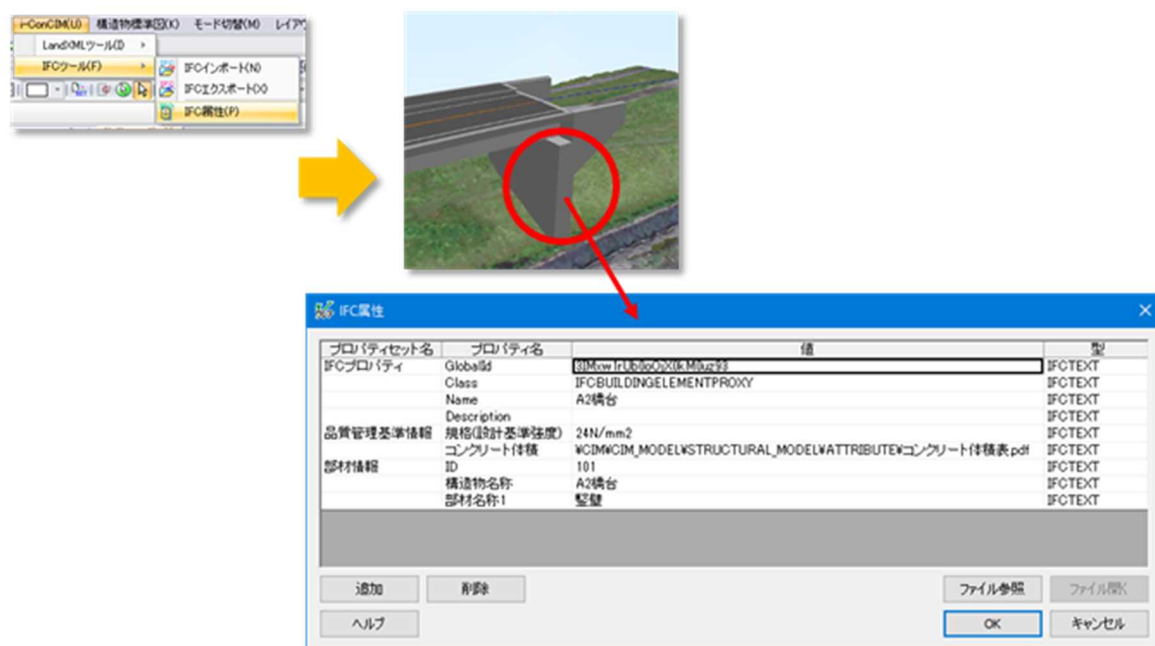 i-ConCIM(U) 構造物標準図(K) モード切替(M) レイアウ
LandXMLツール(I)
IFCツール(F)
IFCインポート(N)
IFCエクスポート(X)
IFC属性(P)
IFC属性
プロパティセット名 プロパティ名 値 型
IFCプロパティ GlobalId IFCTEXT
Class IFCBUILDINGELEMENTPROXY IFCTEXT
Name A2橋台 IFCTEXT
Description IFCTEXT
品質管理基準情報 規格(設計基準強度) 24N/mm2 IFCTEXT
コンクリート体積 ¥CIM¥CIM_MODEL¥STRUCTURAL_MODEL¥ATTRIBUTE¥コンクリート体積表.pdf IFCTEXT
部材情報 ID 101 IFCTEXT
構造物名称 A2橋台 IFCTEXT
部材名称1 竪壁 IFCTEXT
追加 削除 ファイル参照 ファイル開く
ヘルプ OK キャンセル